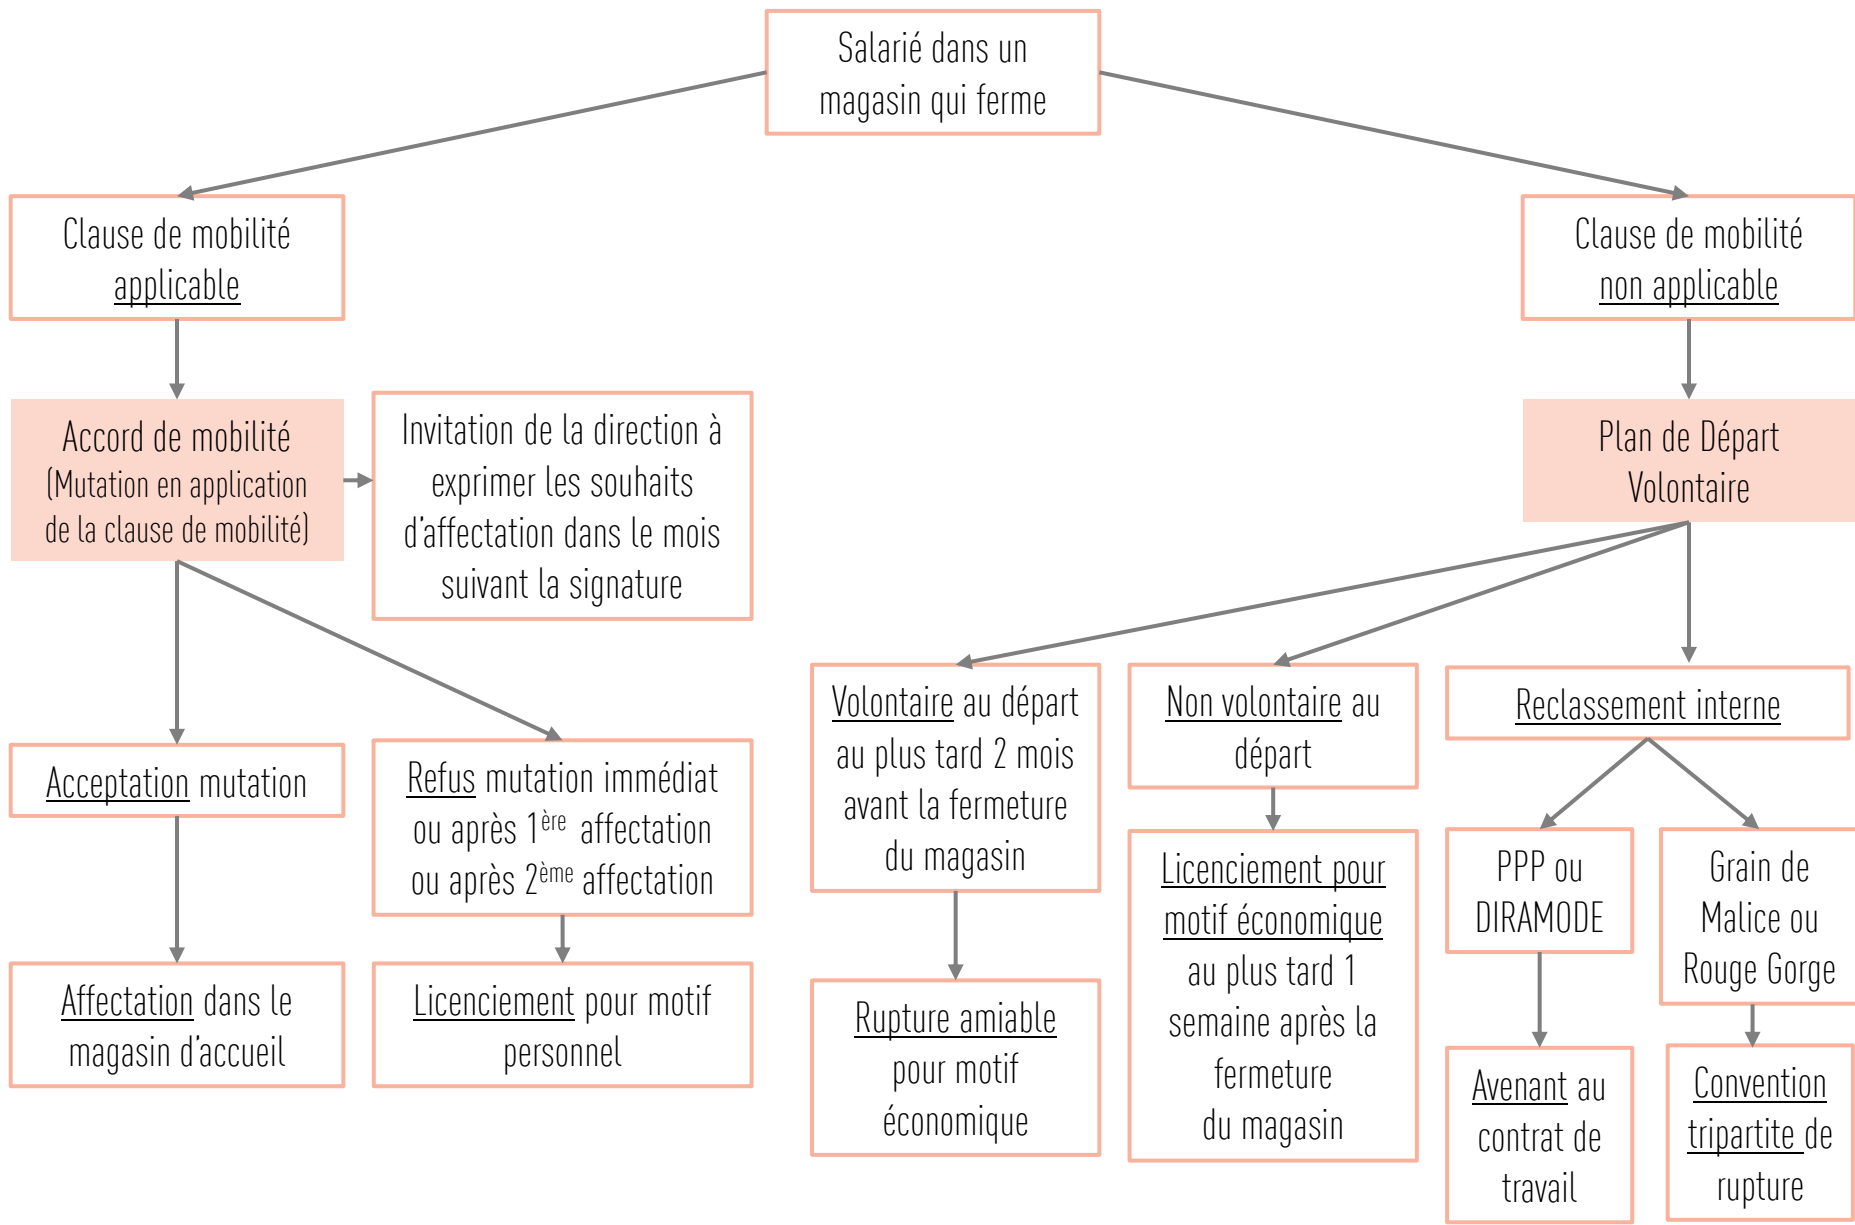 Salarié dans un
magasin qui ferme
Clause de mobilité
applicable
Clause de mobilité
non applicable
Accord de mobilité
(Mutation en application
de la clause de mobilité)
Invitation de la direction à
exprimer les souhaits
d'affectation dans le mois
suivant la signature
Plan de Départ
Volontaire
Acceptation mutation
Refus mutation immédiat
ou après 1ère affectation
ou après 2ème affectation
Volontaire au départ
au plus tard 2 mois
avant la fermeture
du magasin
Non volontaire au
départ
Reclassement interne
Affectation dans le
magasin d'accueil
Licenciement pour motif
personnel
Rupture amiable
pour motif
économique
Licenciement pour
motif économique
au plus tard 1
semaine après la
fermeture
du magasin
PPP ou
DIRAMODE
Grain de
Malice ou
Rouge Gorge
Avenant au
contrat de
travail
Convention
tripartite de
rupture